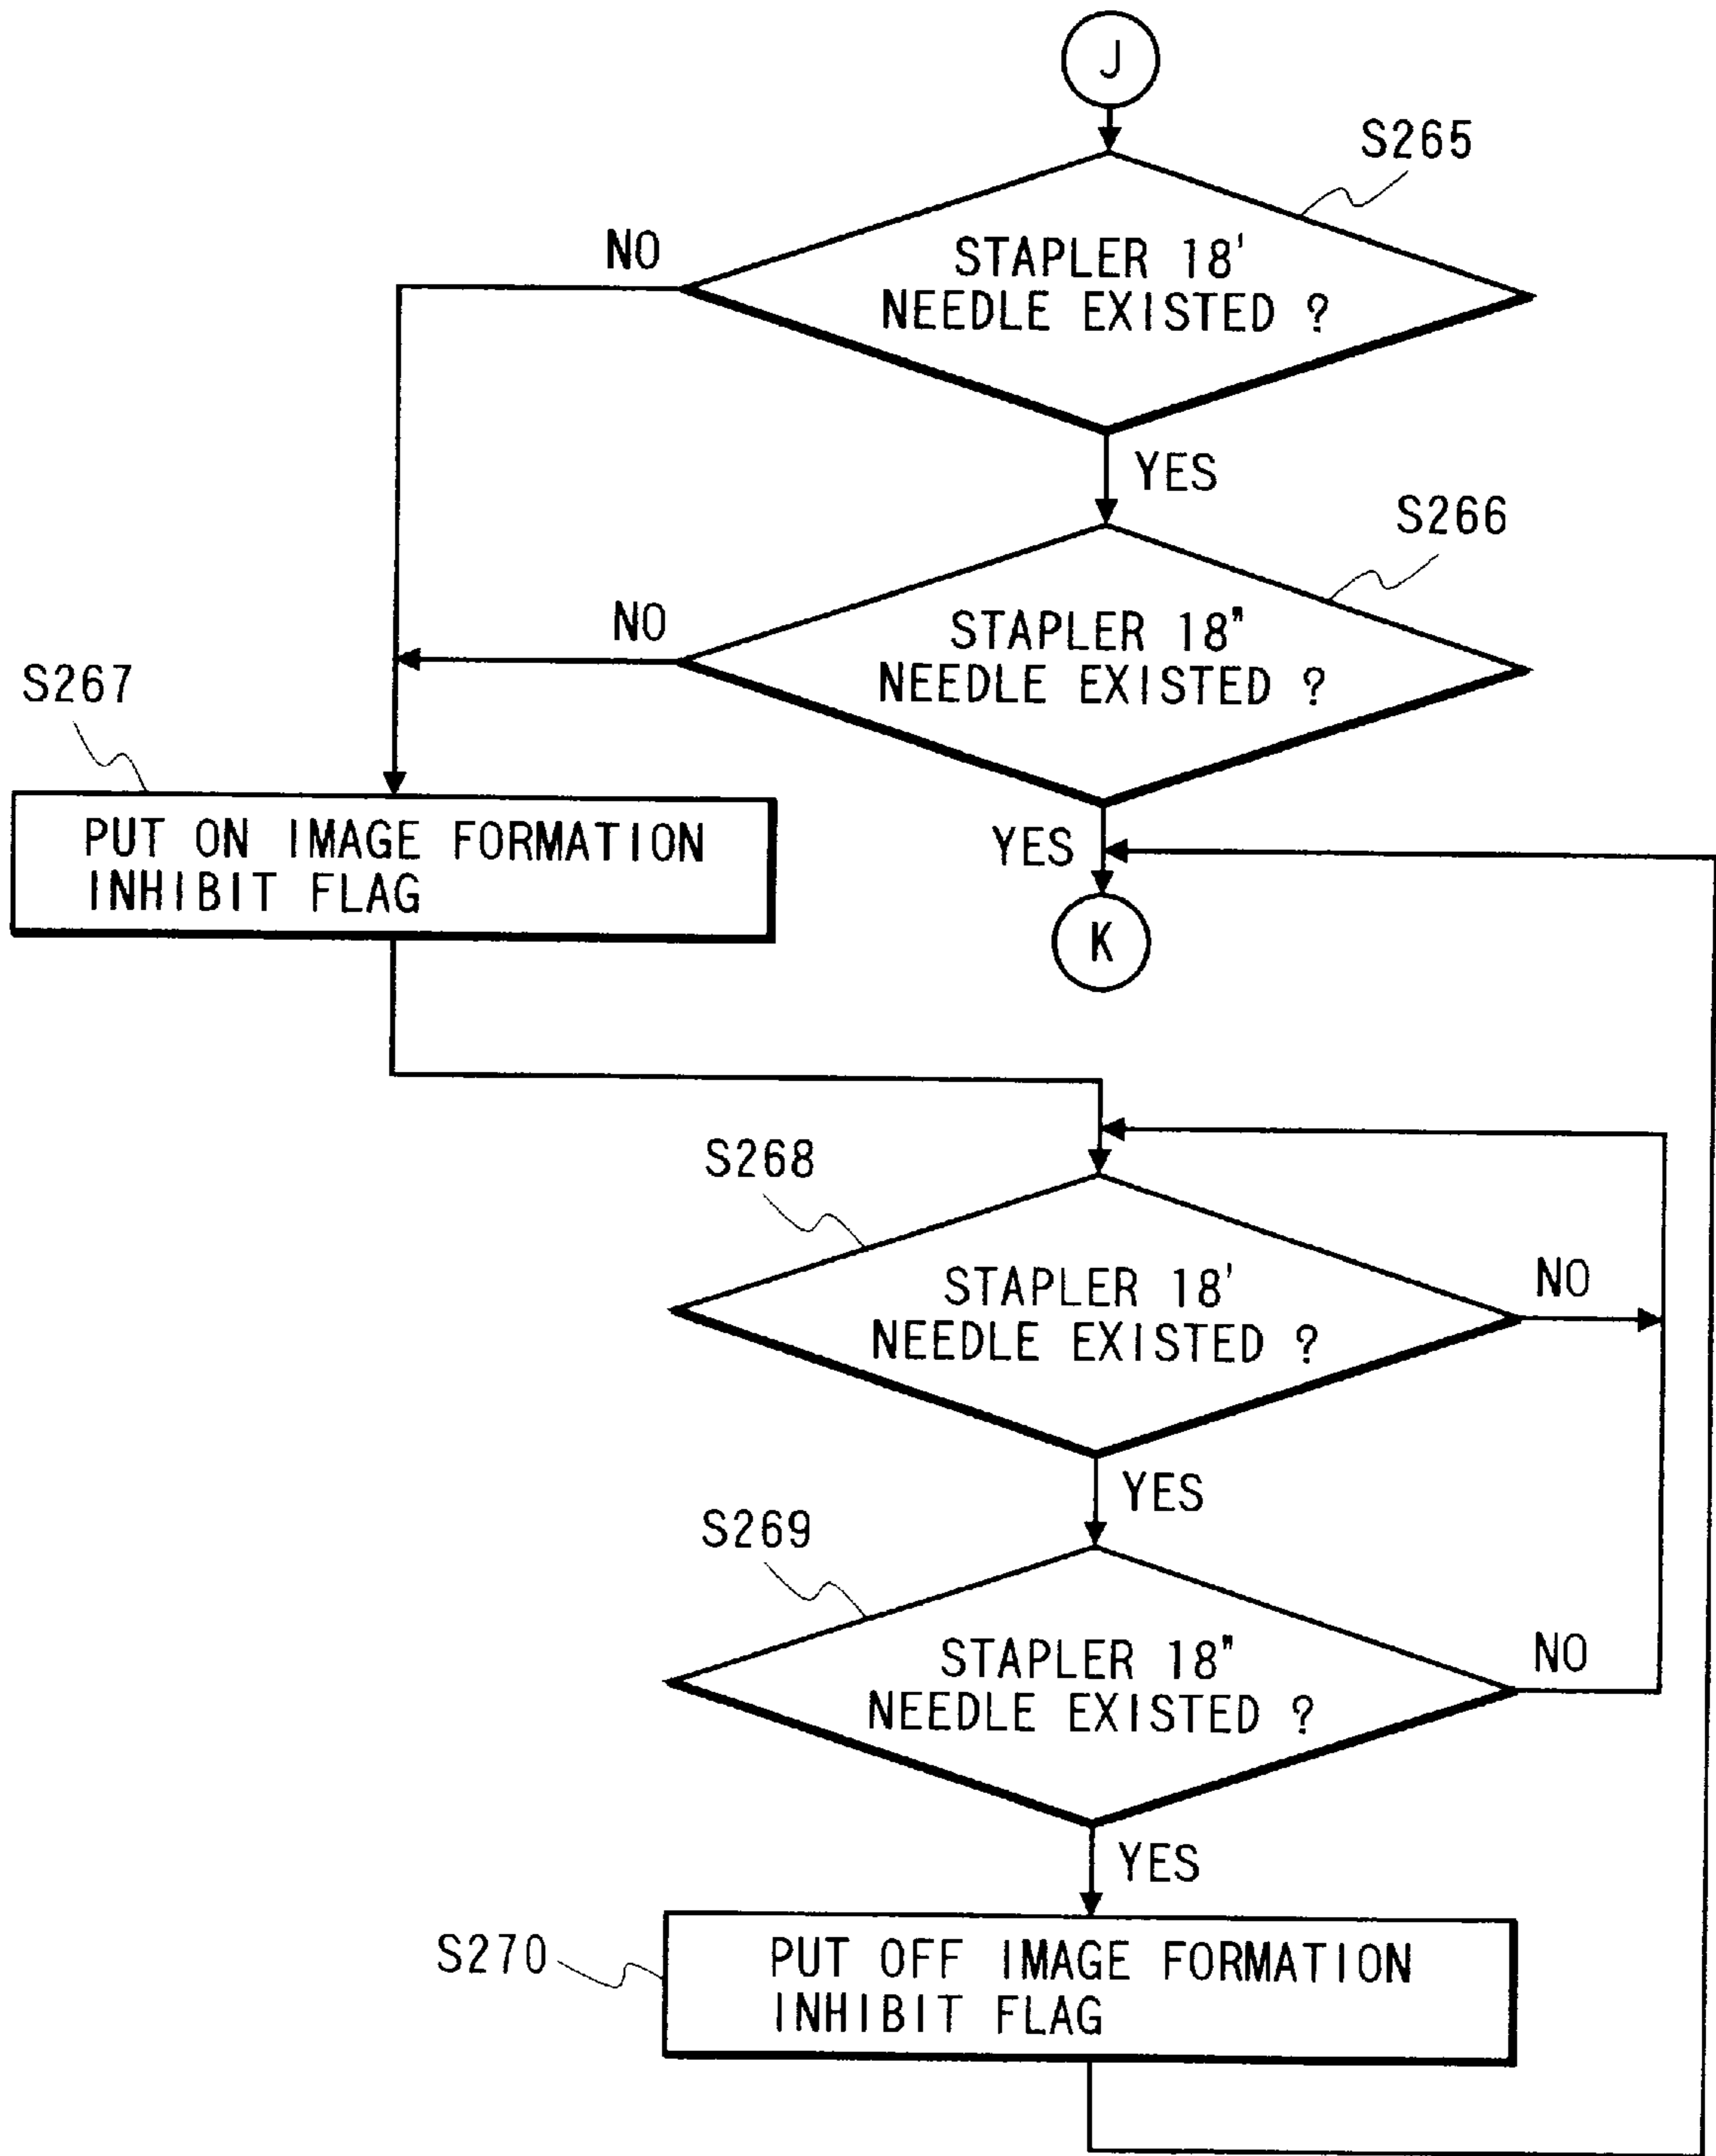 J
S265
NO
STAPLER 18'
NEEDLE EXISTED ?
YES
S266
NO
STAPLER 18"
NEEDLE EXISTED ?
S267
PUT ON IMAGE FORMATION
INHIBIT FLAG
YES
K
S268
STAPLER 18'
NEEDLE EXISTED ?
NO
YES
S269
STAPLER 18"
NEEDLE EXISTED ?
NO
YES
S270
PUT OFF IMAGE FORMATION
INHIBIT FLAG